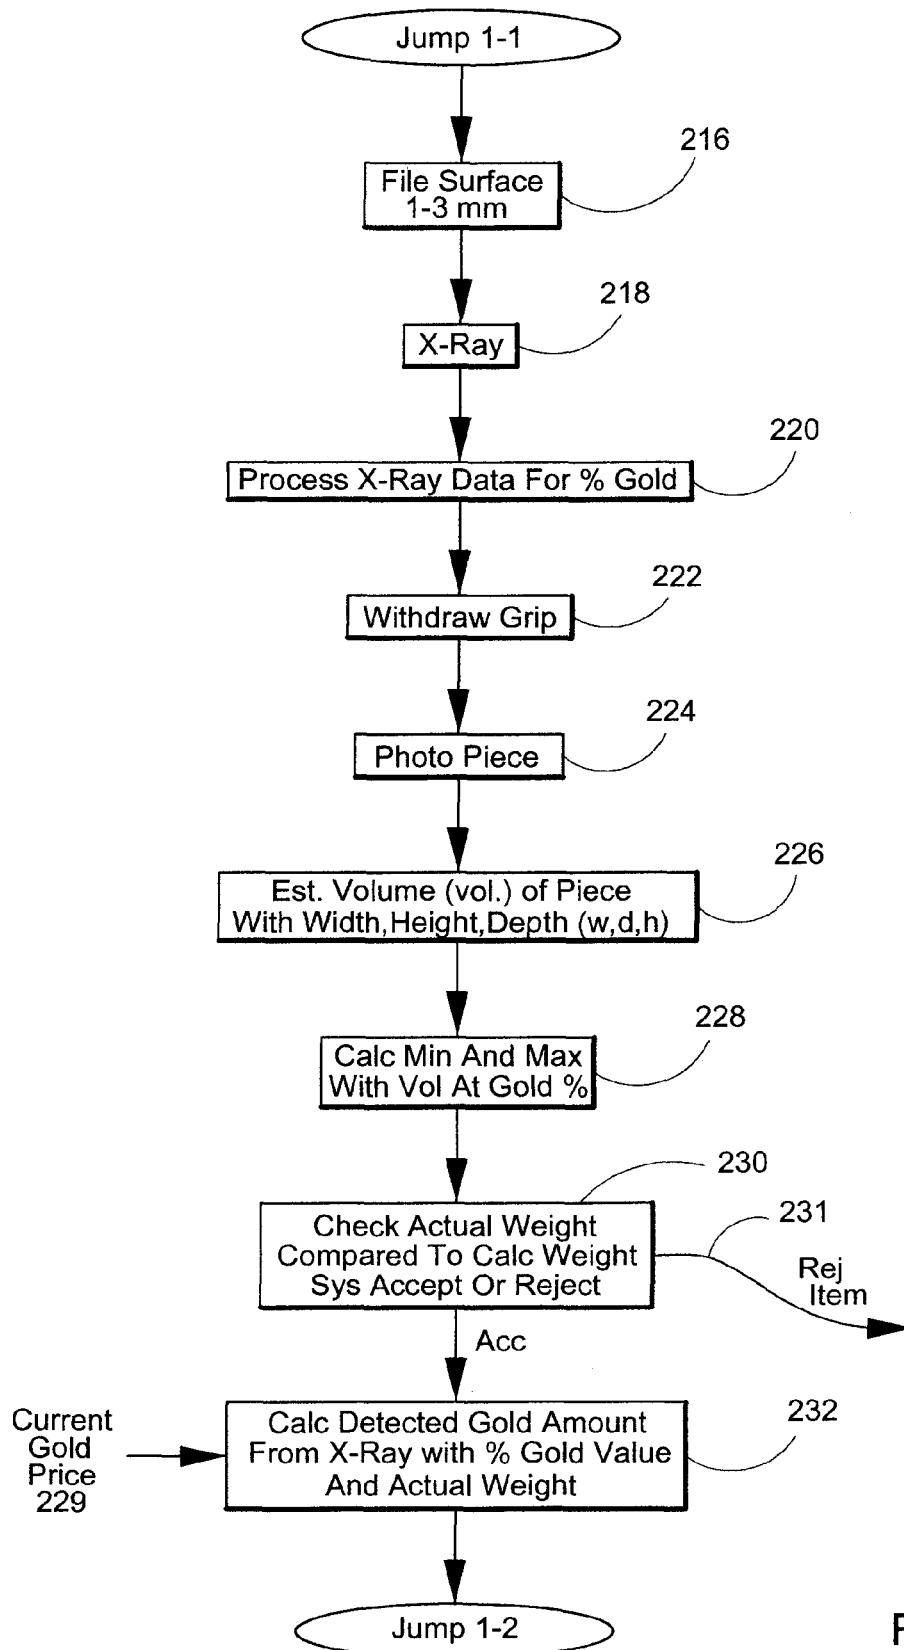 Jump 1-1
216
File Surface
1-3 mm
218
X-Ray
220
Process X-Ray Data For % Gold
222
Withdraw Grip
224
Photo Piece
226
Est. Volume (vol.) of Piece
With Width,Height,Depth (w,d,h)
228
Calc Min And Max
With Vol At Gold %
230
Check Actual Weight
Compared To Calc Weight
Sys Accept Or Reject
231
Rej
Item
Acc
Current
Gold
Price
229
232
Calc Detected Gold Amount
From X-Ray with % Gold Value
And Actual Weight
Jump 1-2